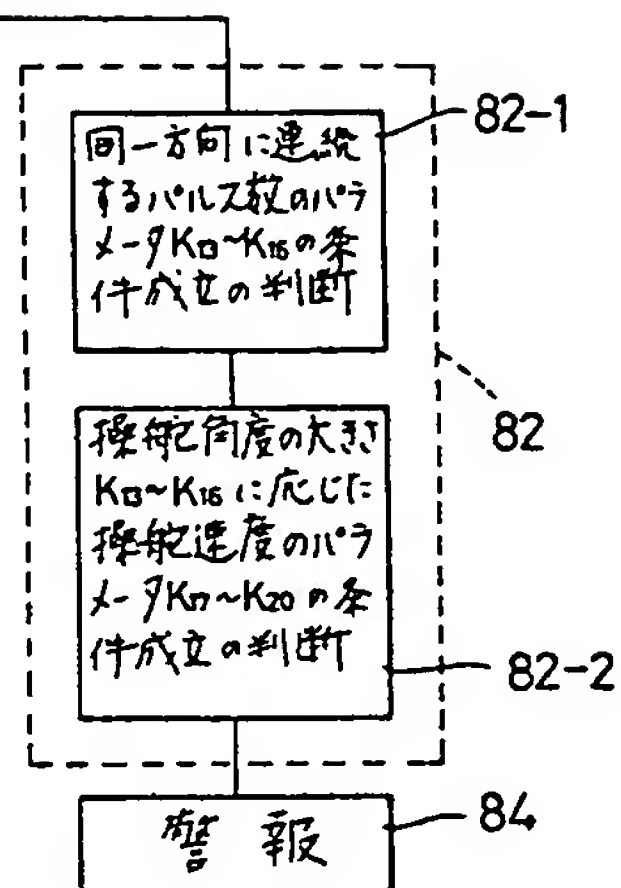 82-1
同一方向に連続
するパルス数のパラ
メータK13~K16の条
件成立の判断
82
操舵角度の大きさ
K13~K16に応じた
操舵速度のパラ
メータK17~K20の条
件成立の判断
82-2
警報
84